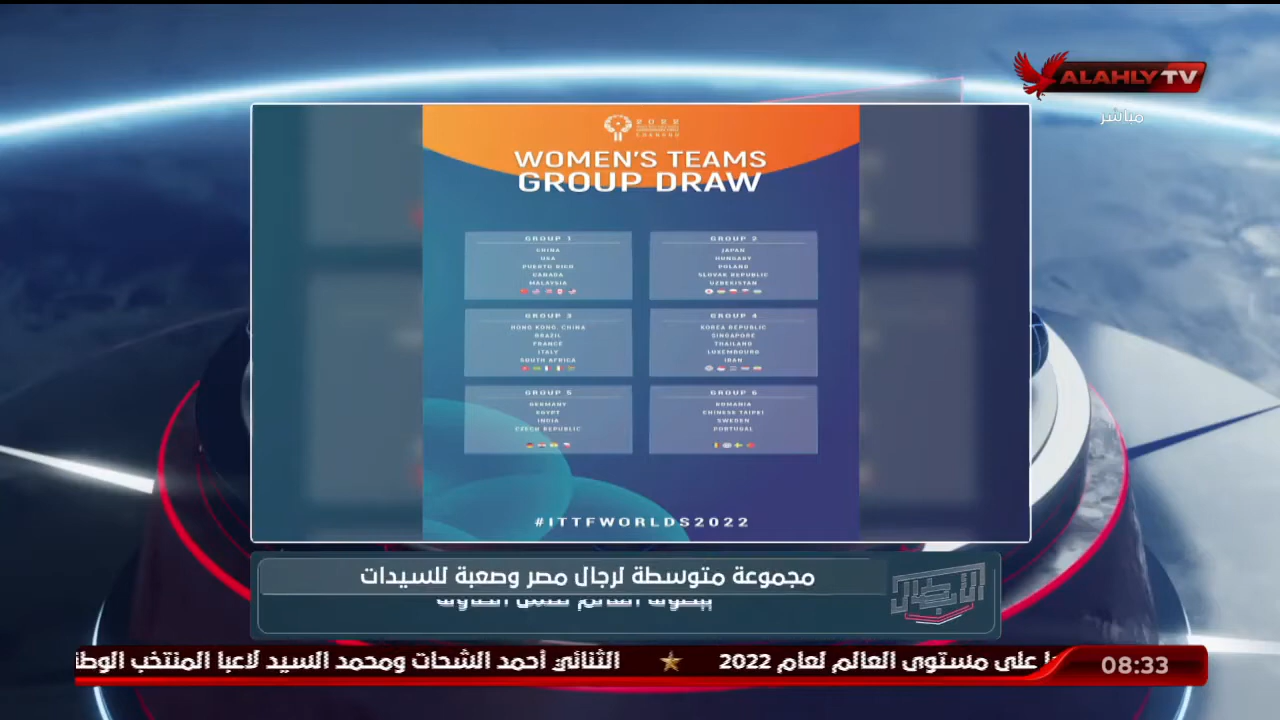 ALAHLY TV
مباشر
2022
WOMEN'S TEAMS
GROUP DRAW
GROUP 1
CHINA
USA
PUERTO RICO
CANADA
MALAYSIA
GROUP 2
JAPAN
HUNGARY
POLAND
SLOVAK REPUBLIC
UZBEKISTAN
GROUP 3
HONG KONG, CHINA
BRAZIL
FRANCE
ITALY
SOUTH AFRICA
GROUP 4
KOREA REPUBLIC
SINGAPORE
THAILAND
LUXEMBOURG
IRAN
GROUP 5
GERMANY
EGYPT
INDIA
CZECH REPUBLIC
GROUP 6
ROMANIA
CHINESE TAIPEI
SWEDEN
PORTUGAL
#ITTFWORLDS2022
مجموعة متوسطة لرجال مصر وصعبة للسيدات
الأبطال
على مستوى العالم لعام 2022 ★ الثنائي أحمد الشحات ومحمد السيد لاعبا المنتخب
08:33